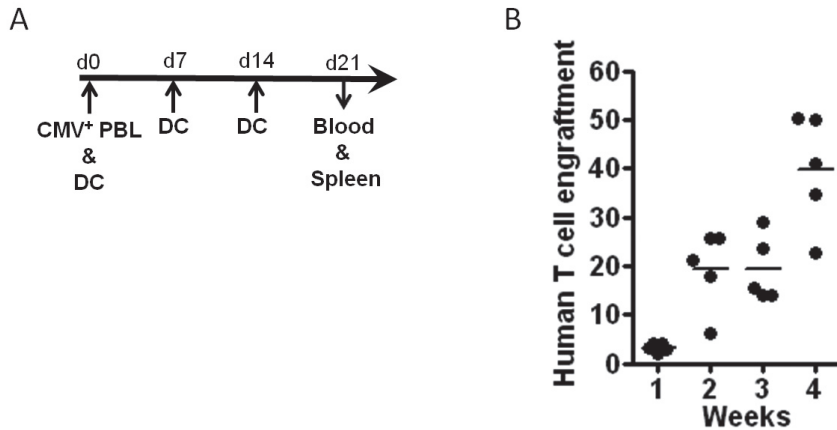 A
d0 d7 d14 d21
CMV+ PBL DC DC Blood
& &
DC Spleen
B
Human T cell engraftment
60
50
40
30
20
10
0
1 2 3 4
Weeks